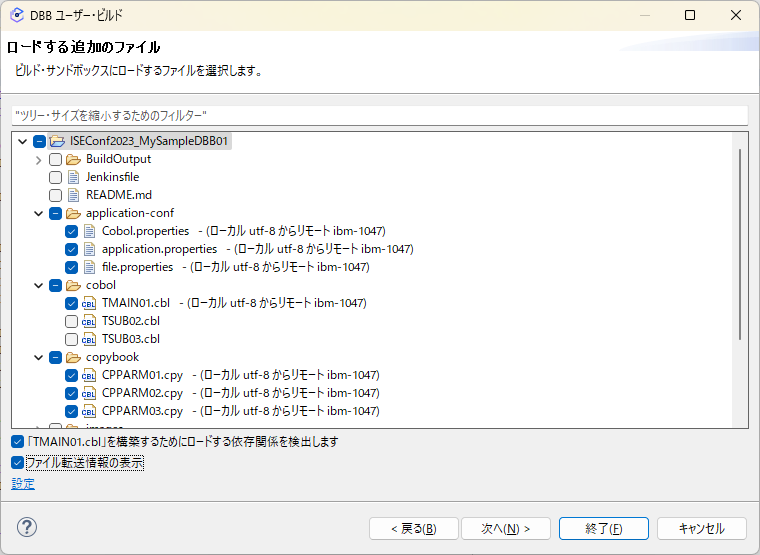 DBB ユーザー・ビルド
ロードする追加のファイル
ビルド・サンドボックスにロードするファイルを選択します。
"ツリー・サイズを縮小するためのフィルター"
ISEConf2023_MySampleDBB01
BuildOutput
Jenkinsfile
README.md
application-conf
Cobol.properties - (ローカル utf-8 からリモート ibm-1047)
application.properties - (ローカル utf-8 からリモート ibm-1047)
file.properties - (ローカル utf-8 からリモート ibm-1047)
cobol
CBL TMAIN01.cbl - (ローカル utf-8 からリモート ibm-1047)
CBL TSUB02.cbl
CBL TSUB03.cbl
copybook
CBL CPPARM01.cpy - (ローカル utf-8 からリモート ibm-1047)
CBL CPPARM02.cpy - (ローカル utf-8 からリモート ibm-1047)
CBL CPPARM03.cpy - (ローカル utf-8 からリモート ibm-1047)
images
「TMAIN01.cbl」を構築するためにロードする依存関係を検出します
ファイル転送情報の表示
設定
? < 戻る(B) 次へ(N) > 終了(F) キャンセル